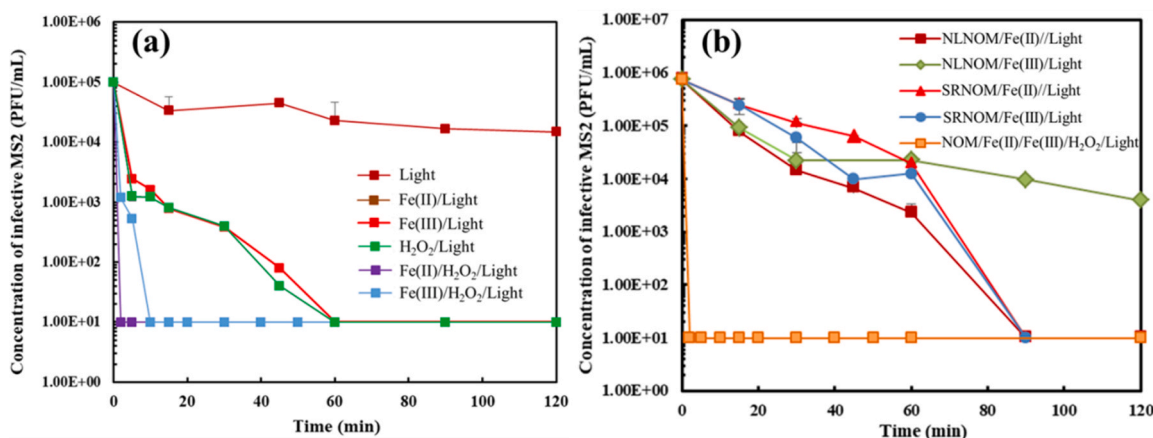 (a)
Concentration of infective MS2 (PFU/mL)
1.00E+06
1.00E+05
1.00E+04
1.00E+03
1.00E+02
1.00E+01
1.00E+00
Light
Fe(II)/Light
Fe(III)/Light
H₂O₂/Light
Fe(II)/H₂O₂/Light
Fe(III)/H₂O₂/Light
0 20 40 60 80 100 120
Time (min)
(b)
Concentration of infective MS2 (PFU/mL)
1.00E+07
1.00E+06
1.00E+05
1.00E+04
1.00E+03
1.00E+02
1.00E+01
1.00E+00
NLNOM/Fe(II)//Light
NLNOM/Fe(III)/Light
SRNOM/Fe(II)//Light
SRNOM/Fe(III)/Light
NOM/Fe(II)/Fe(III)/H₂O₂/Light
0 20 40 60 80 100 120
Time (min)